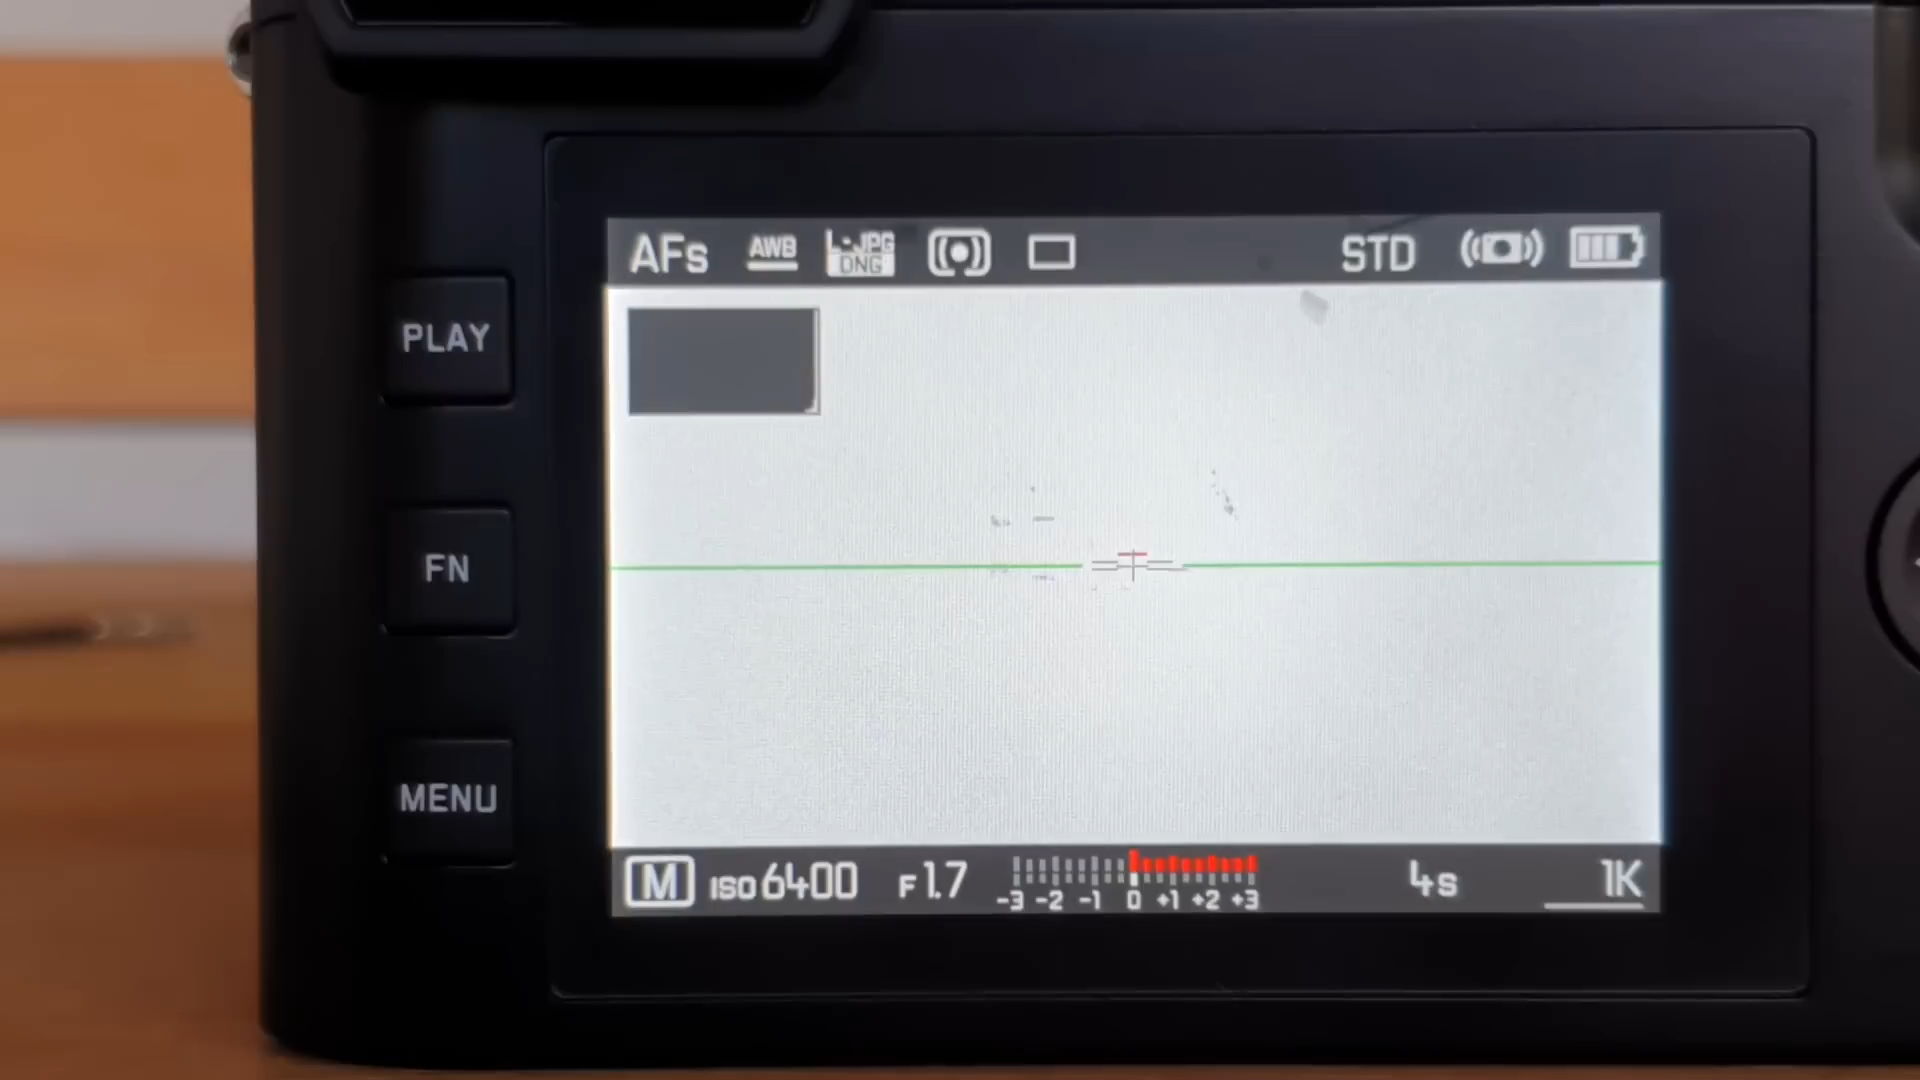 AFs AWB L-JPG STD
DNG
PLAY
FN
MENU
M ISO 6400 F 1.7 -3 -2 -1 0 +1 +2 +3 4s 1K